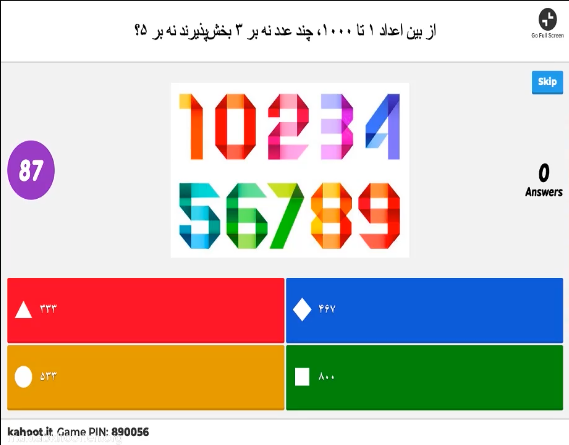 از بین اعداد ۱ تا ۱۰۰۰، چند عدد نه بر ۳ بخش‌پذیرند نه بر ۵؟
Go Full Screen
Skip
87
1 0 2 3 4
5 6 7 8 9
0
Answers
۳۳۳
۴۶۷
۵۳۳
۸۰۰
kahoot.it Game PIN: 890056